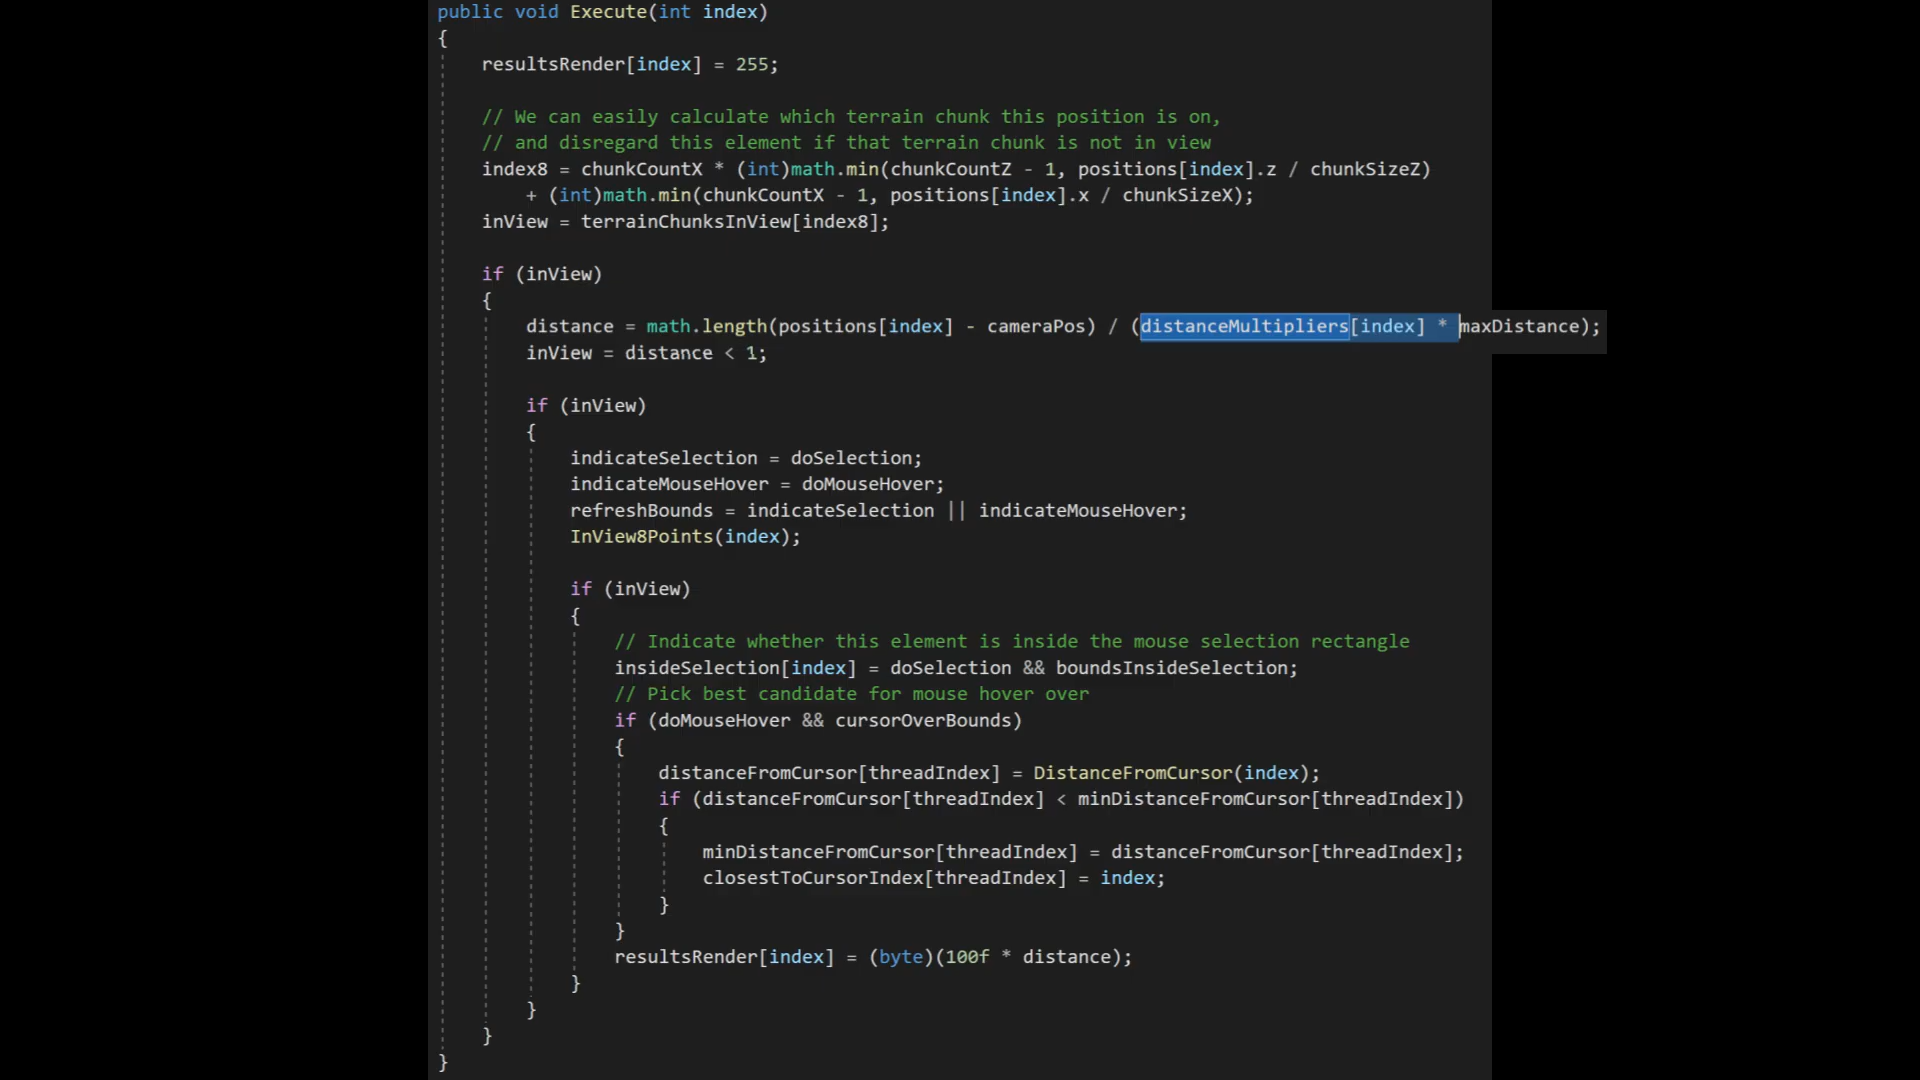 public void Execute(int index)
{
resultsRender[index] = 255;
// We can easily calculate which terrain chunk this position is on,
// and disregard this element if that terrain chunk is not in view
index8 = chunkCountX * (int)math.min(chunkCountZ - 1, positions[index].z / chunkSizeZ)
+ (int)math.min(chunkCountX - 1, positions[index].x / chunkSizeX);
inView = terrainChunksInView[index8];
if (inView)
{
distance = math.length(positions[index] - cameraPos) / (distanceMultipliers[index] * maxDistance);
inView = distance < 1;
if (inView)
{
indicateSelection = doSelection;
indicateMouseHover = doMouseHover;
refreshBounds = indicateSelection || indicateMouseHover;
InView8Points(index);
if (inView)
{
// Indicate whether this element is inside the mouse selection rectangle
insideSelection[index] = doSelection && boundsInsideSelection;
// Pick best candidate for mouse hover over
if (doMouseHover && cursorOverBounds)
{
distanceFromCursor[threadIndex] = DistanceFromCursor(index);
if (distanceFromCursor[threadIndex] < minDistanceFromCursor[threadIndex])
{
minDistanceFromCursor[threadIndex] = distanceFromCursor[threadIndex];
closestToCursorIndex[threadIndex] = index;
}
}
resultsRender[index] = (byte)(100f * distance);
}
}
}
}